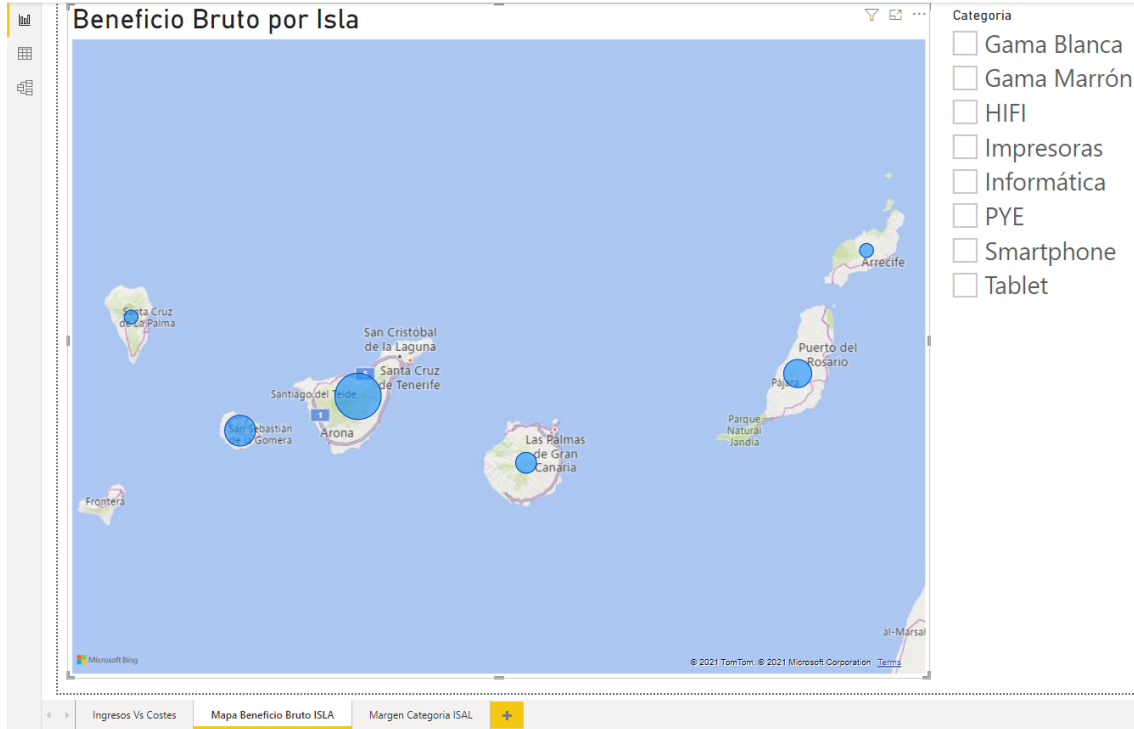 Beneficio Bruto por Isla
Categoria
Gama Blanca
Gama Marrón
HIFI
Impresoras
Informática
PYE
Smartphone
Tablet
Arrecife
Santa Cruz
de La Palma
San Cristóbal
de la Laguna
Puerto del
Rosario
Santa Cruz
de Tenerife
5
Pájara
Santiago del Teide
1
Arona
San Sebastián
de la Gomera
Parque
Natural
Jandía
Las Palmas
de Gran
Canaria
Frontera
al-Marsa
Microsoft Bing
© 2021 TomTom, © 2021 Microsoft Corporation Terms
Ingresos Vs Costes
Mapa Beneficio Bruto ISLA
Margen Categoria ISAL
+